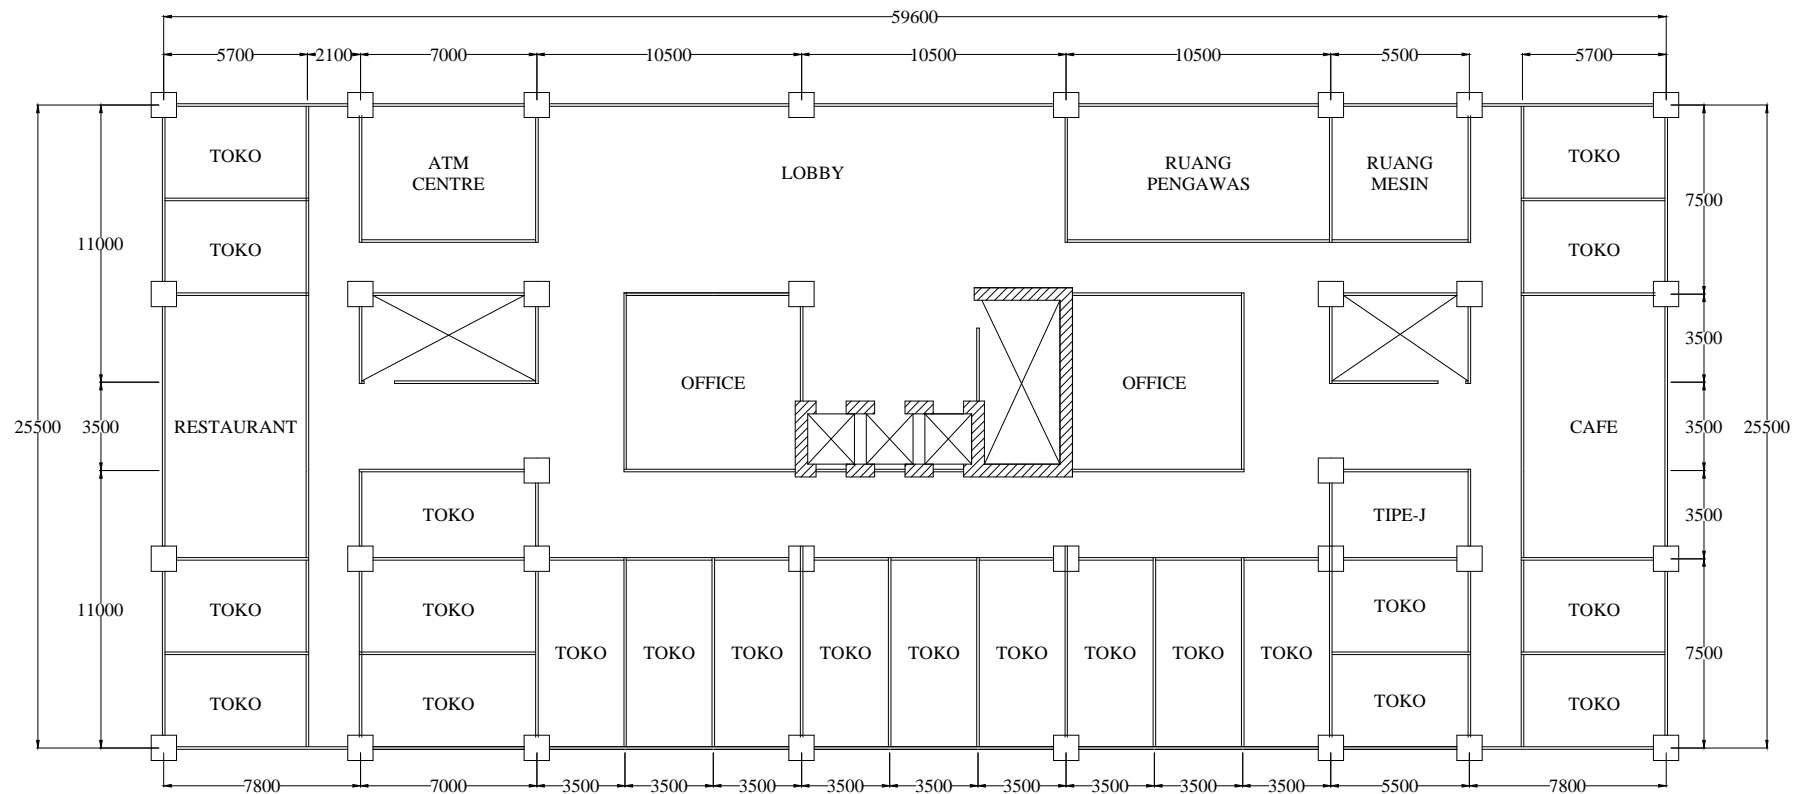 59600
5700 2100 7000 10500 10500 10500 5500 5700
TOKO ATM RUANG RUANG TOKO
CENTRE LOBBY PENGAWAS MESIN
7500
11000 TOKO TOKO
3500
OFFICE OFFICE
25500 3500 RESTAURANT CAFE 3500 25500
TOKO TIPE-J 3500
11000 TOKO TOKO TOKO TOKO
TOKO TOKO TOKO TOKO TOKO TOKO TOKO TOKO TOKO 7500
TOKO TOKO TOKO TOKO
7800 7000 3500 3500 3500 3500 3500 3500 3500 3500 3500 5500 7800